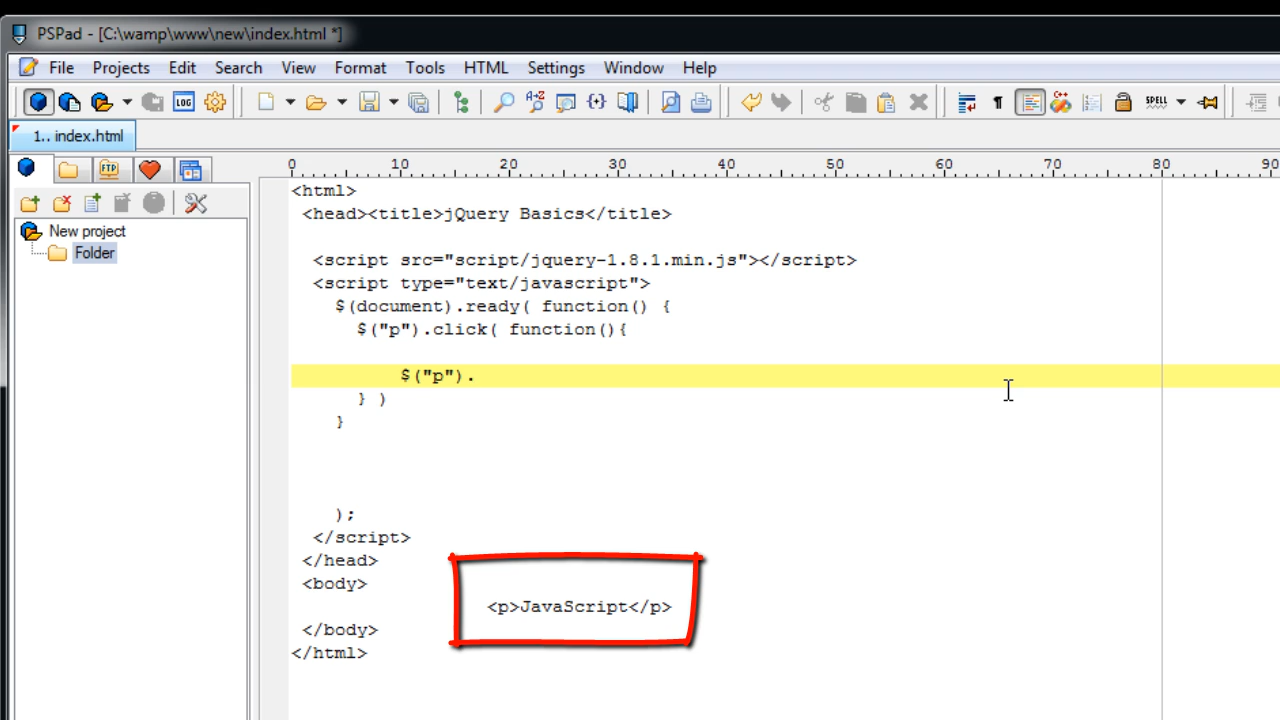 PSPad - [C:\wamp\www\new\index.html *]
File Projects Edit Search View Format Tools HTML Settings Window Help
LOG A-Z SPELL
1.. index.html
FTP
0 10 20 30 40 50 60 70 80 90
New project
Folder
<html>
<head><title>jQuery Basics</title>
<script src="script/jquery-1.8.1.min.js"></script>
<script type="text/javascript">
$(document).ready( function() {
$("p").click( function(){
$("p").
} )
}
);
</script>
</head>
<body>
<p>JavaScript</p>
</body>
</html>